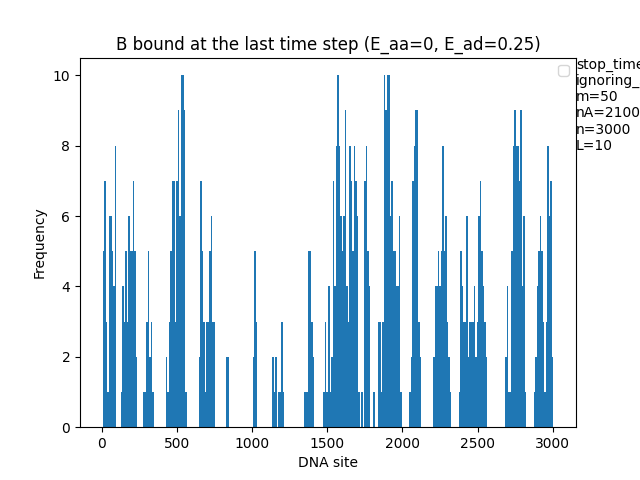 B bound at the last time step (E_aa=0, E_ad=0.25)
stop_time
ignoring_
m=50
nA=2100
n=3000
L=10
Frequency
10
8
6
4
2
0
0 500 1000 1500 2000 2500 3000
DNA site